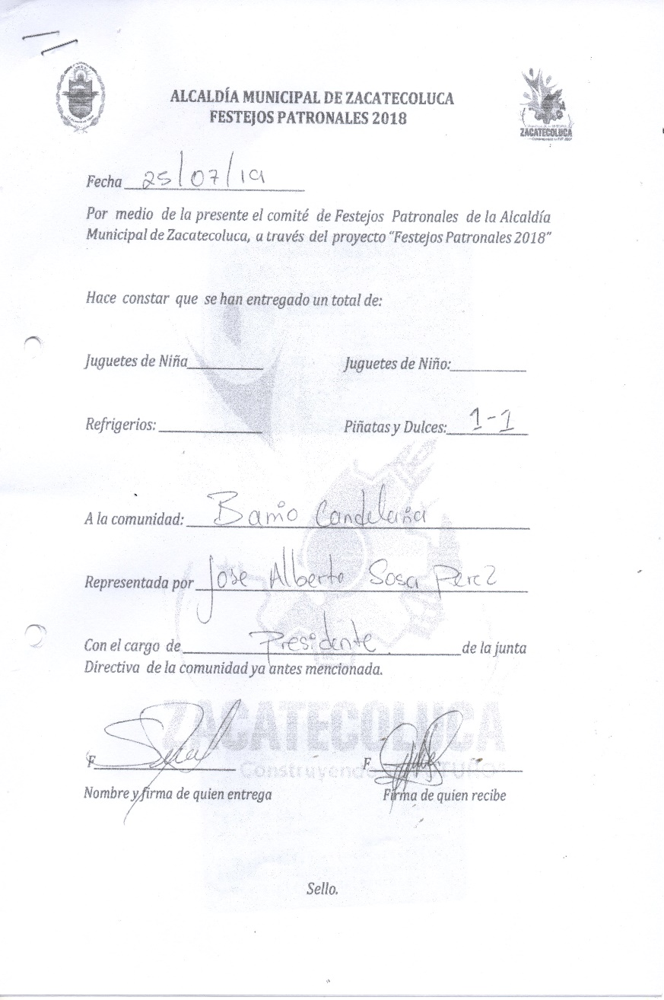 ALCALDÍA MUNICIPAL DE ZACATECOLUCA
FESTEJOS PATRONALES 2018
ZACATECOLUCA
Fecha 25/07/19
Por medio de la presente el comité de Festejos Patronales de la Alcaldía
Municipal de Zacatecoluca, a través del proyecto "Festejos Patronales 2018"
Hace constar que se han entregado un total de:
Juguetes de Niña Juguetes de Niño:
Refrigerios: Piñatas y Dulces: 1-1
A la comunidad: Barrio Candelaria
Representada por Jose Alberto Sosa Perez
Con el cargo de Presidente de la junta
Directiva de la comunidad ya antes mencionada.
ZACATECOLUCA
Construyendo
F F
Nombre y firma de quien entrega Firma de quien recibe
Sello.